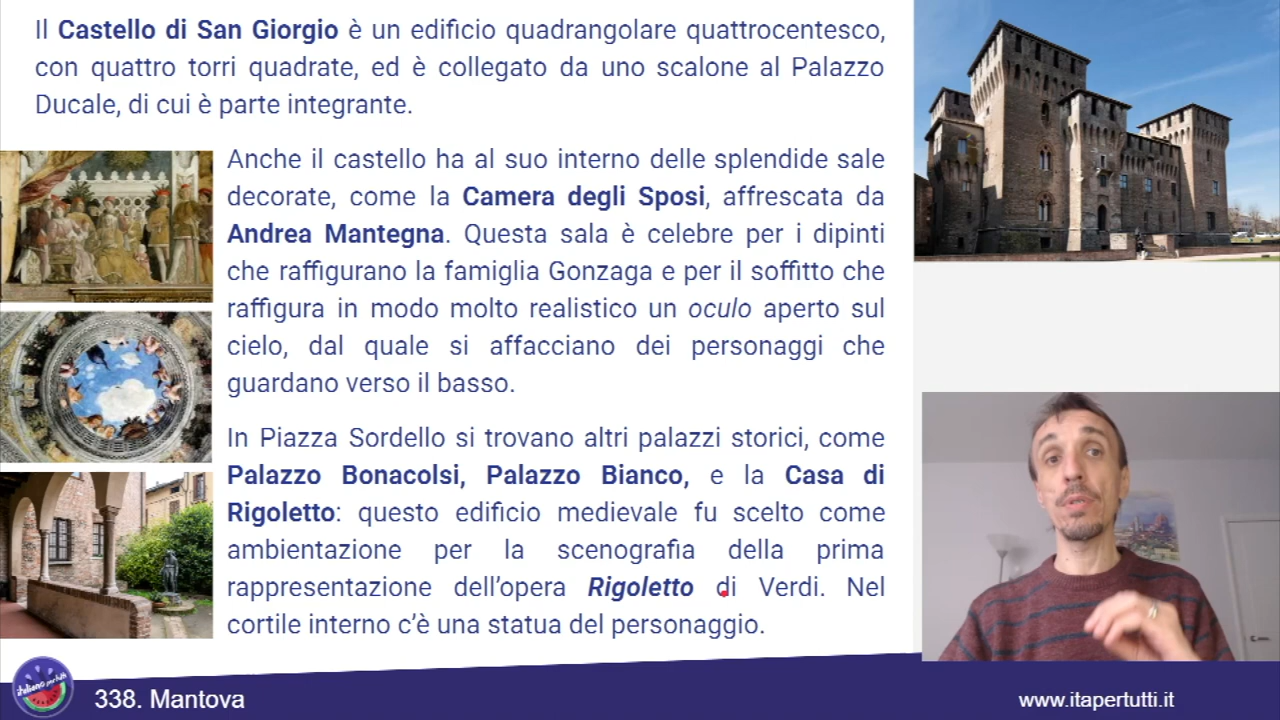 Il Castello di San Giorgio è un edificio quadrangolare quattrocentesco,
con quattro torri quadrate, ed è collegato da uno scalone al Palazzo
Ducale, di cui è parte integrante.
Anche il castello ha al suo interno delle splendide sale
decorate, come la Camera degli Sposi, affrescata da
Andrea Mantegna. Questa sala è celebre per i dipinti
che raffigurano la famiglia Gonzaga e per il soffitto che
raffigura in modo molto realistico un oculo aperto sul
cielo, dal quale si affacciano dei personaggi che
guardano verso il basso.
In Piazza Sordello si trovano altri palazzi storici, come
Palazzo Bonacolsi, Palazzo Bianco, e la Casa di
Rigoletto: questo edificio medievale fu scelto come
ambientazione per la scenografia della prima
rappresentazione dell'opera Rigoletto di Verdi. Nel
cortile interno c'è una statua del personaggio.
italiano per tutti
338. Mantova
www.itapertutti.it